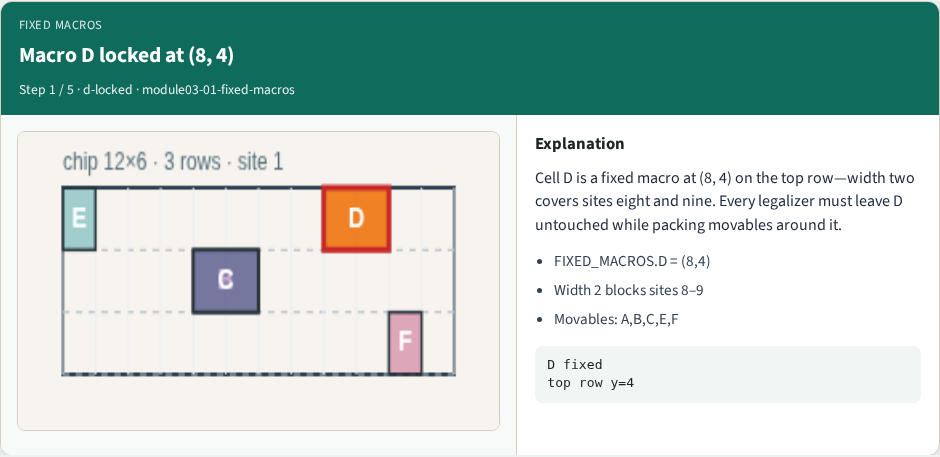 FIXED MACROS
Macro D locked at (8, 4)
Step 1 / 5 · d-locked · module03-01-fixed-macros
chip 12×6 · 3 rows · site 1
E
D
F
Explanation
Cell D is a fixed macro at (8, 4) on the top row—width two
covers sites eight and nine. Every legalizer must leave D
untouched while packing movables around it.
• FIXED_MACROS.D = (8,4)
• Width 2 blocks sites 8–9
• Movables: A,B,C,E,F
D fixed
top row y=4